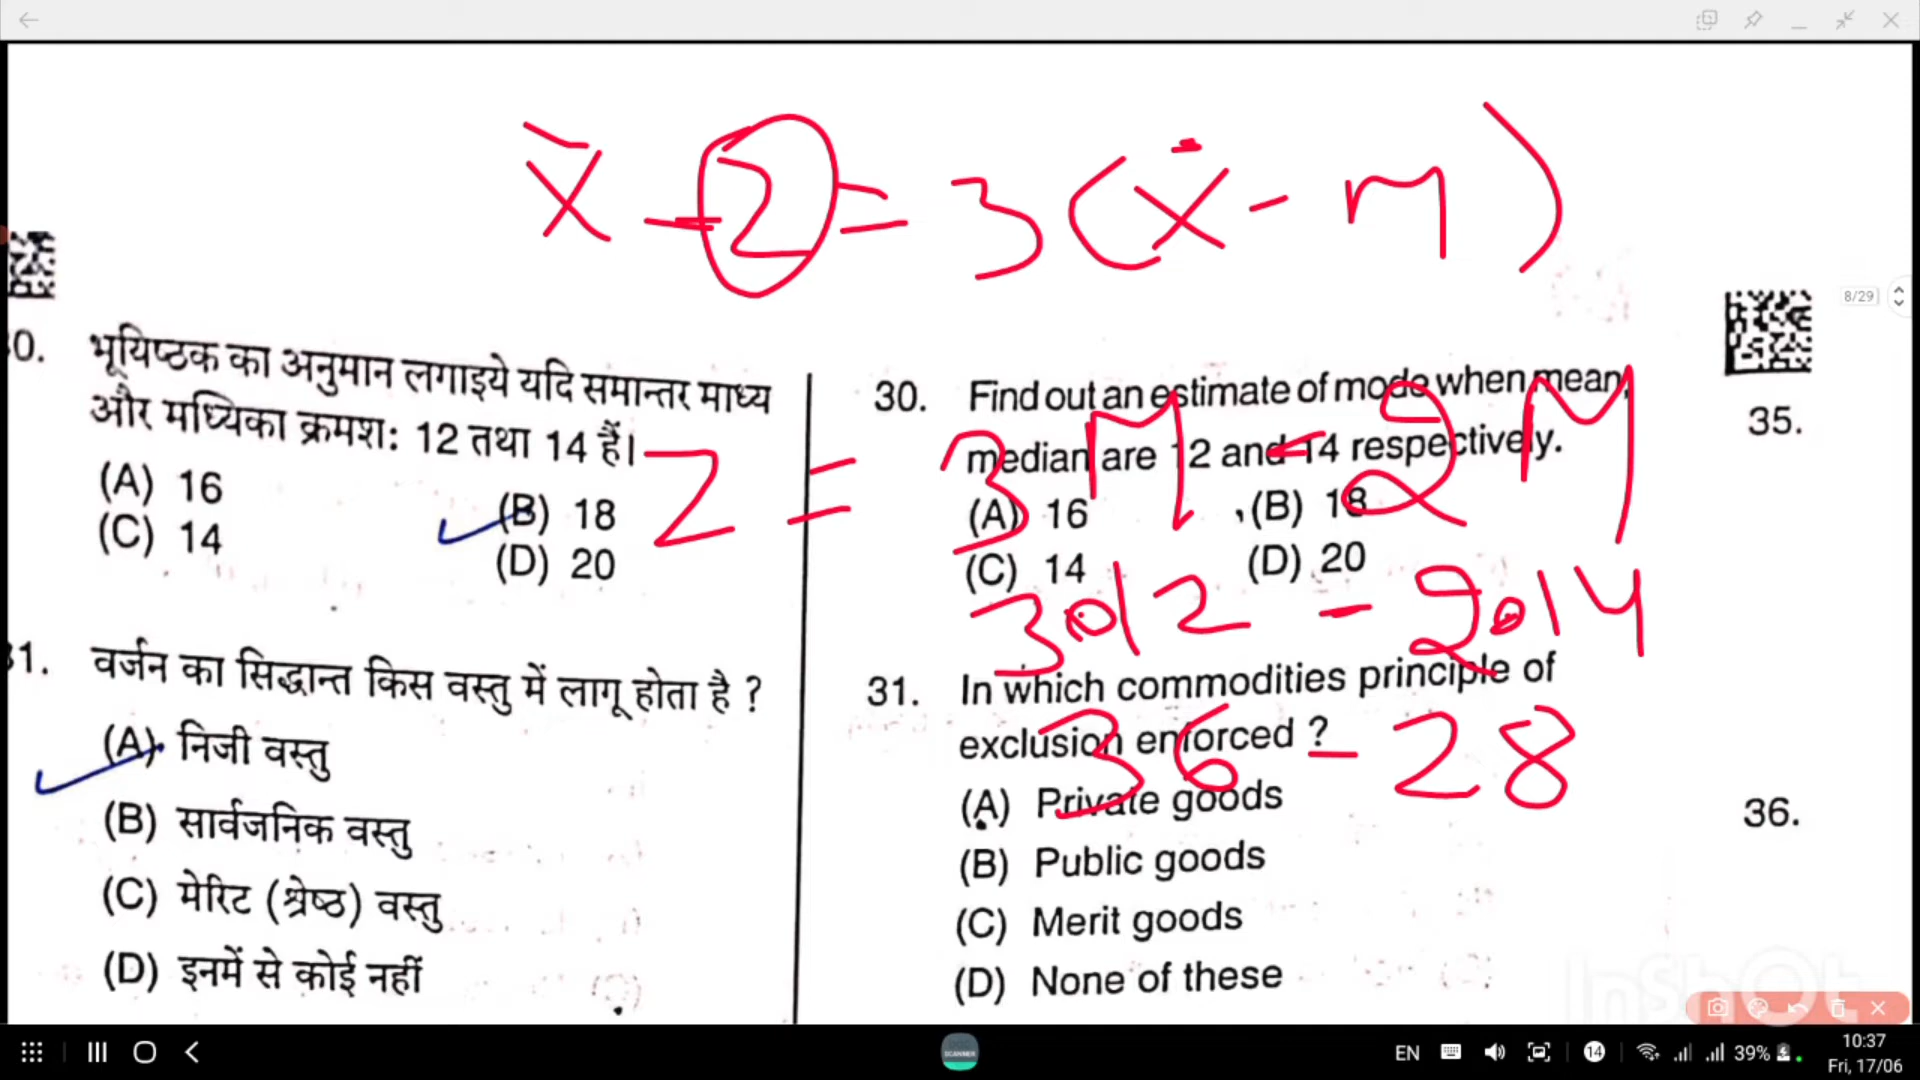 x̄ - Z = 3(x̄ - M)
8/29
0. भूयिष्ठक का अनुमान लगाइये यदि समान्तर माध्य
और मध्यिका क्रमश: 12 तथा 14 हैं।
(A) 16 (B) 18
(C) 14 (D) 20
31. वर्जन का सिद्धान्त किस वस्तु में लागू होता है ?
(A) निजी वस्तु
(B) सार्वजनिक वस्तु
(C) मेरिट (श्रेष्ठ) वस्तु
(D) इनमें से कोई नहीं
Z = 3M - 2M
3•12 - 2•14
36 - 28
30. Find out an estimate of mode when mean,
median are 12 and 14 respectively.
(A) 16 (B) 18
(C) 14 (D) 20
31. In which commodities principle of
exclusion enforced ?
(A) Private goods
(B) Public goods
(C) Merit goods
(D) None of these
35.
36.
InShOt
SCANNER
EN 14 39% 10:37
Fri, 17/06